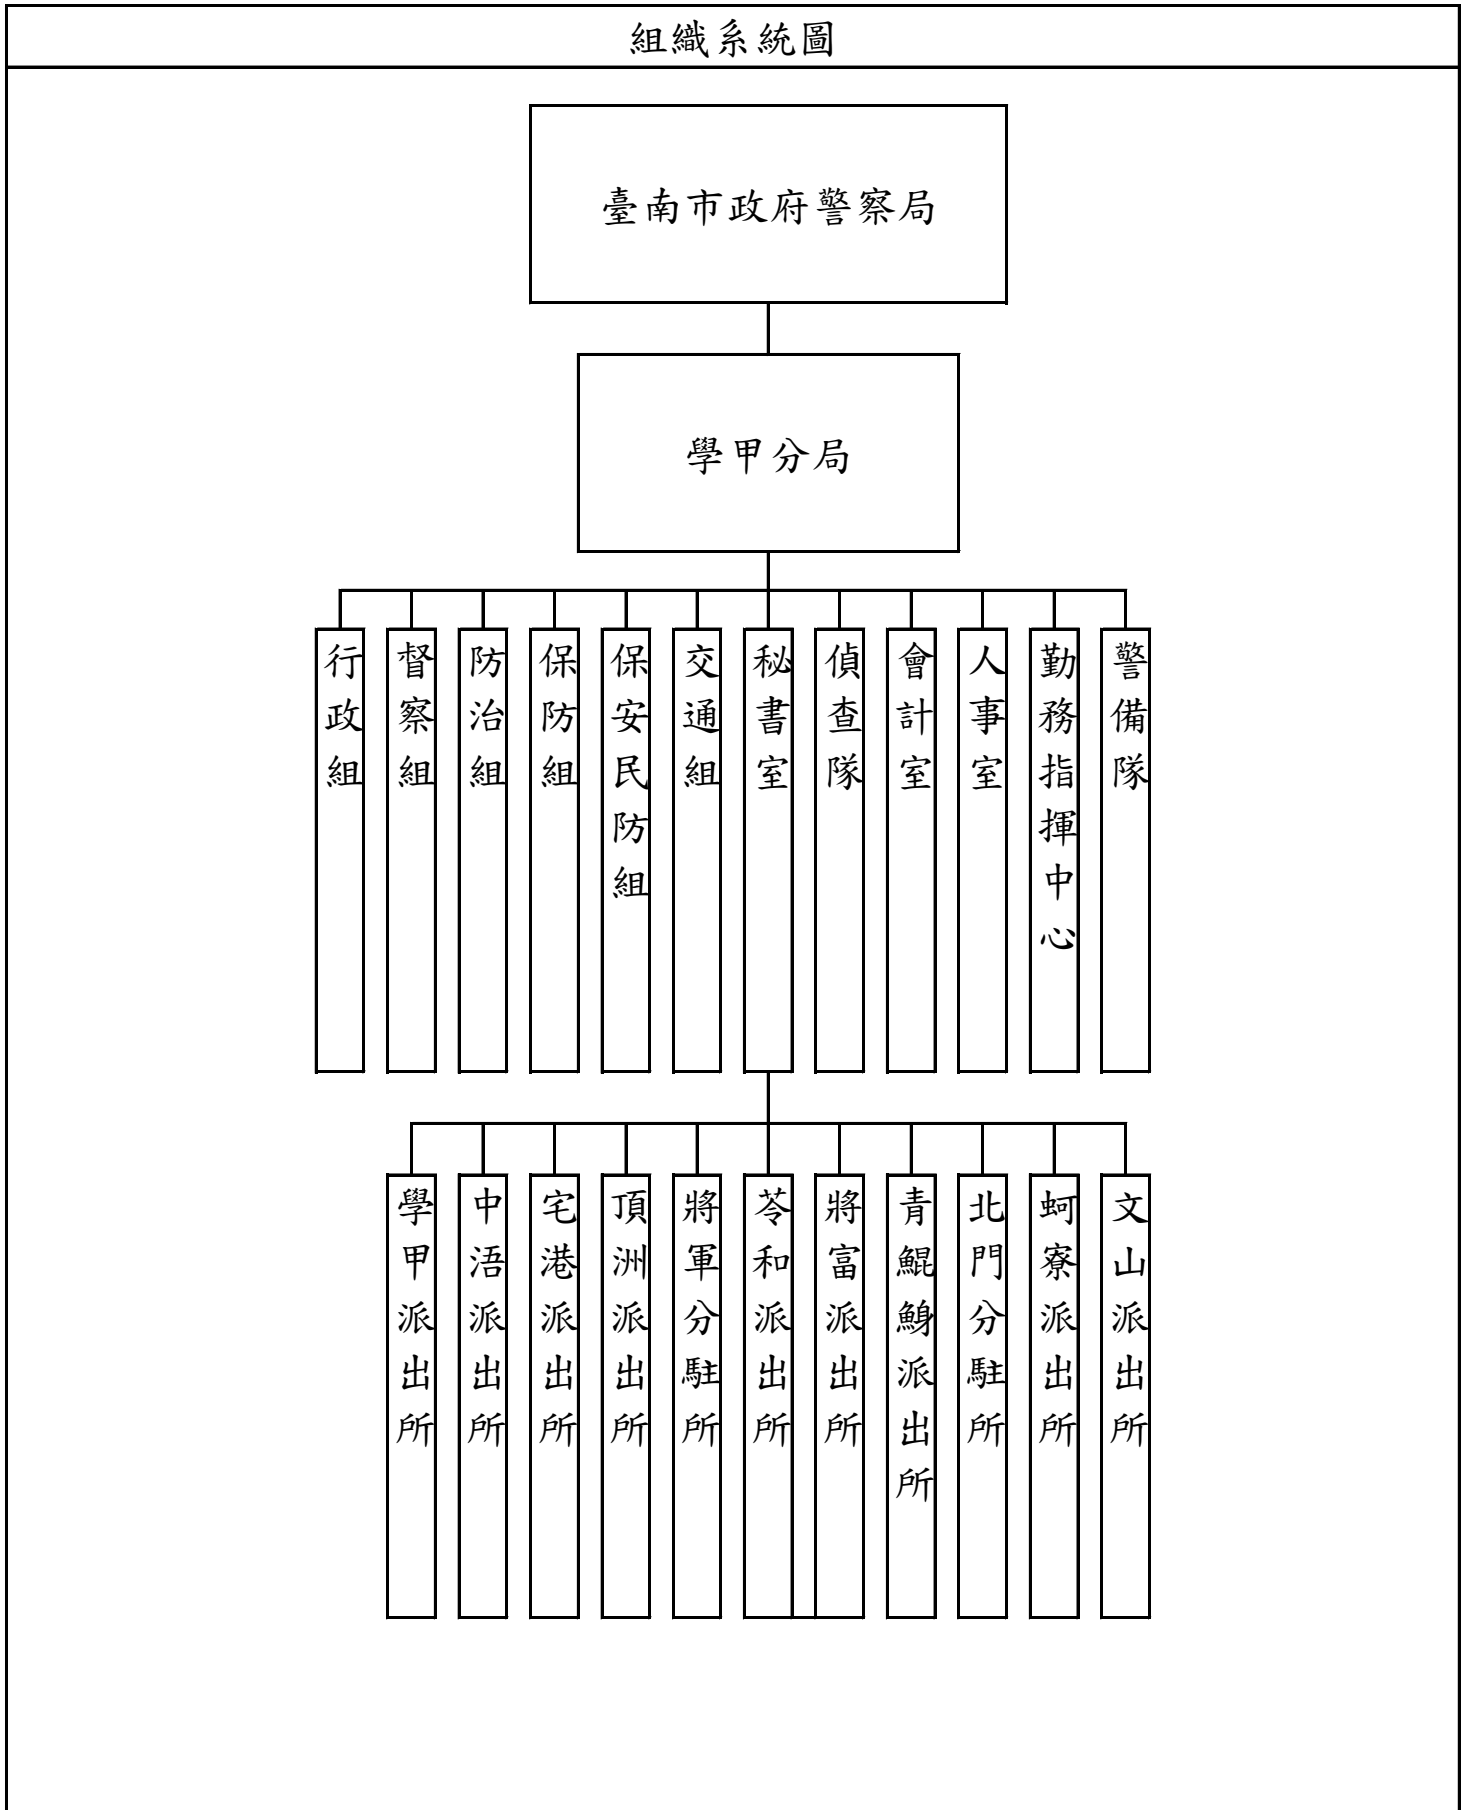 組織系統圖
臺南市政府警察局
學甲分局
行政組
督察組
防治組
保防組
保安民防組
交通組
秘書室
偵查隊
會計室
人事室
勤務指揮中心
警備隊
學甲派出所
中洖派出所
宅港派出所
頂洲派出所
將軍分駐所
苓和派出所
將富派出所
青鯤鯓派出所
北門分駐所
蚵寮派出所
文山派出所